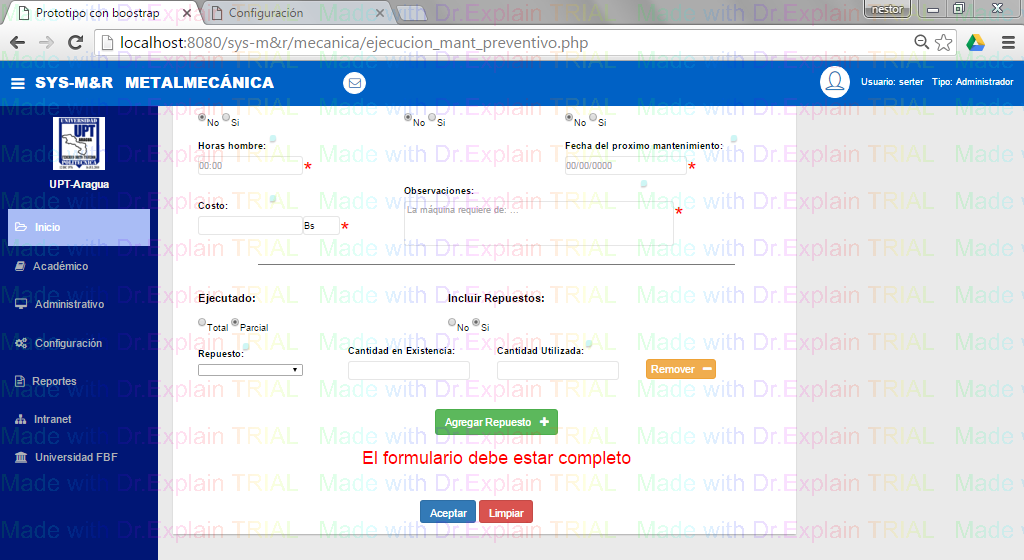 Prototipo con boostrap
Configuración
nestor
localhost:8080/sys-m&r/mecanica/ejecucion_mant_preventivo.php
SYS-M&R METALMECÁNICA
Usuario: serter Tipo: Administrador
UNIVERSIDAD
UPT
ARAGUA
POLITECNICA
UPT-Aragua
Inicio
Académico
Administrativo
Configuración
Reportes
Intranet
Universidad FBF
No Si
No Si
No Si
Horas hombre:
00:00 *
Fecha del proximo mantenimiento:
00/00/0000 *
Costo:
Bs *
Observaciones:
La máquina requiere de: ... *
Ejecutado:
Total Parcial
Incluir Repuestos:
No Si
Repuesto:
Cantidad en Existencia:
Cantidad Utilizada:
Remover
Agregar Repuesto
El formulario debe estar completo
Aceptar Limpiar
Made with Dr.Explain TRIAL